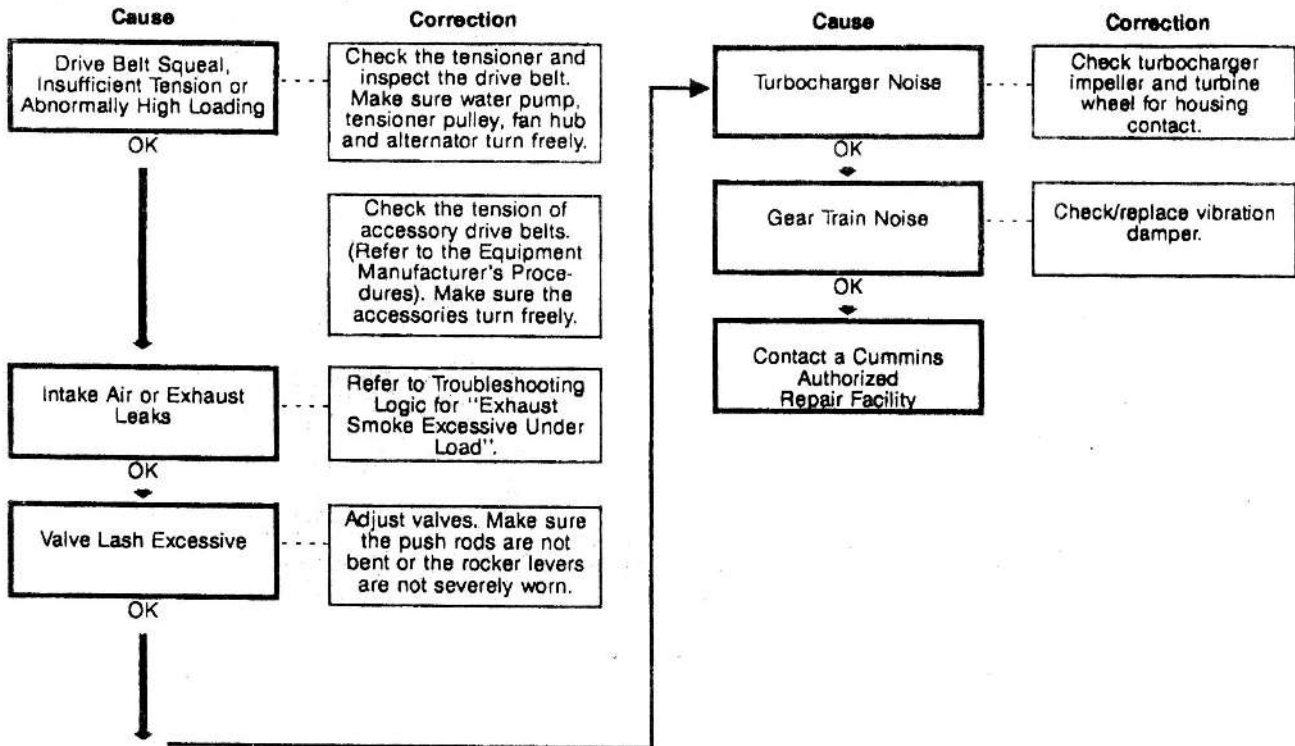 Cause
Correction
Drive Belt Squeal,
Insufficient Tension or
Abnormally High Loading
Check the tensioner and
inspect the drive belt.
Make sure water pump,
tensioner pulley, fan hub
and alternator turn freely.
OK
Check the tension of
accessory drive belts.
(Refer to the Equipment
Manufacturer's Proce-
dures). Make sure the
accessories turn freely.
Intake Air or Exhaust
Leaks
Refer to Troubleshooting
Logic for "Exhaust
Smoke Excessive Under
Load".
OK
Valve Lash Excessive
Adjust valves. Make sure
the push rods are not
bent or the rocker levers
are not severely worn.
OK
Cause
Correction
Turbocharger Noise
Check turbocharger
impeller and turbine
wheel for housing
contact.
OK
Gear Train Noise
Check/replace vibration
damper.
OK
Contact a Cummins
Authorized
Repair Facility